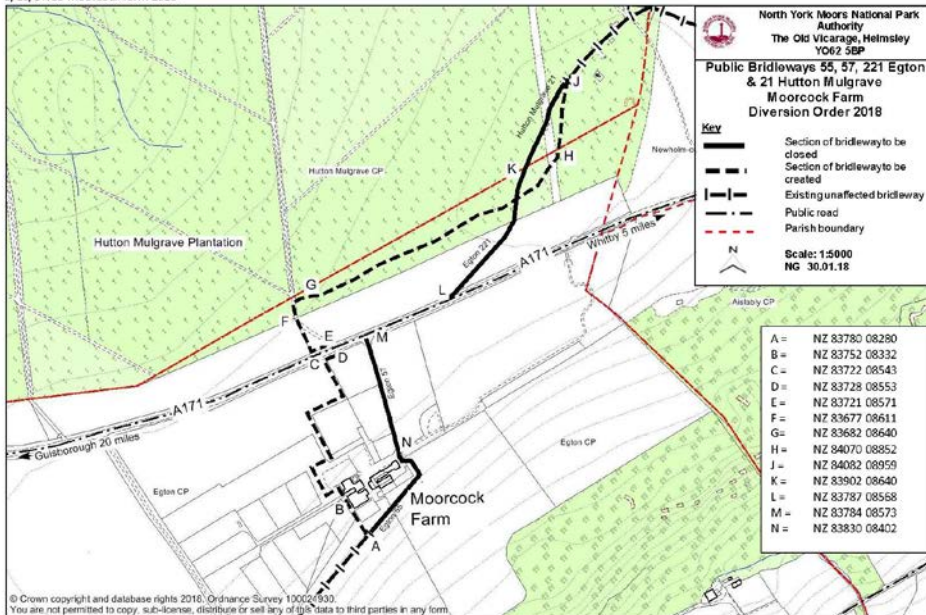 North York Moors National Park
Authority
The Old Vicarage, Helmsley
YO62 5BP
Public Bridleways 55, 57, 221 Egton
& 21 Hutton Mulgrave
Moorcock Farm
Diversion Order 2018
Key
Section of bridleway to be
closed
Section of bridleway to be
created
Existing unaffected bridleway
Public road
Parish boundary
N
Scale: 1:5000
NG 30.01.18
J
Hutton Mulgrave 21
H
K
Hutton Mulgrave CP
Newholm-c
Hutton Mulgrave Plantation
Whitby 5 miles
A171
Egton 221
G
L
Aislaby CP
F
E
M
C
D
A171
Egton 57
Guisborough 20 miles
N
Egton CP
Egton CP
B
Moorcock
Farm
Egton 55
A
A = NZ 83780 08280
B = NZ 83752 08332
C = NZ 83722 08543
D = NZ 83728 08553
E = NZ 83721 08571
F = NZ 83677 08611
G = NZ 83682 08640
H = NZ 84070 08852
J = NZ 84082 08959
K = NZ 83902 08640
L = NZ 83787 08568
M = NZ 83784 08573
N = NZ 83830 08402
© Crown copyright and database rights 2018. Ordnance Survey 100024930.
You are not permitted to copy, sub-license, distribute or sell any of this data to third parties in any form.